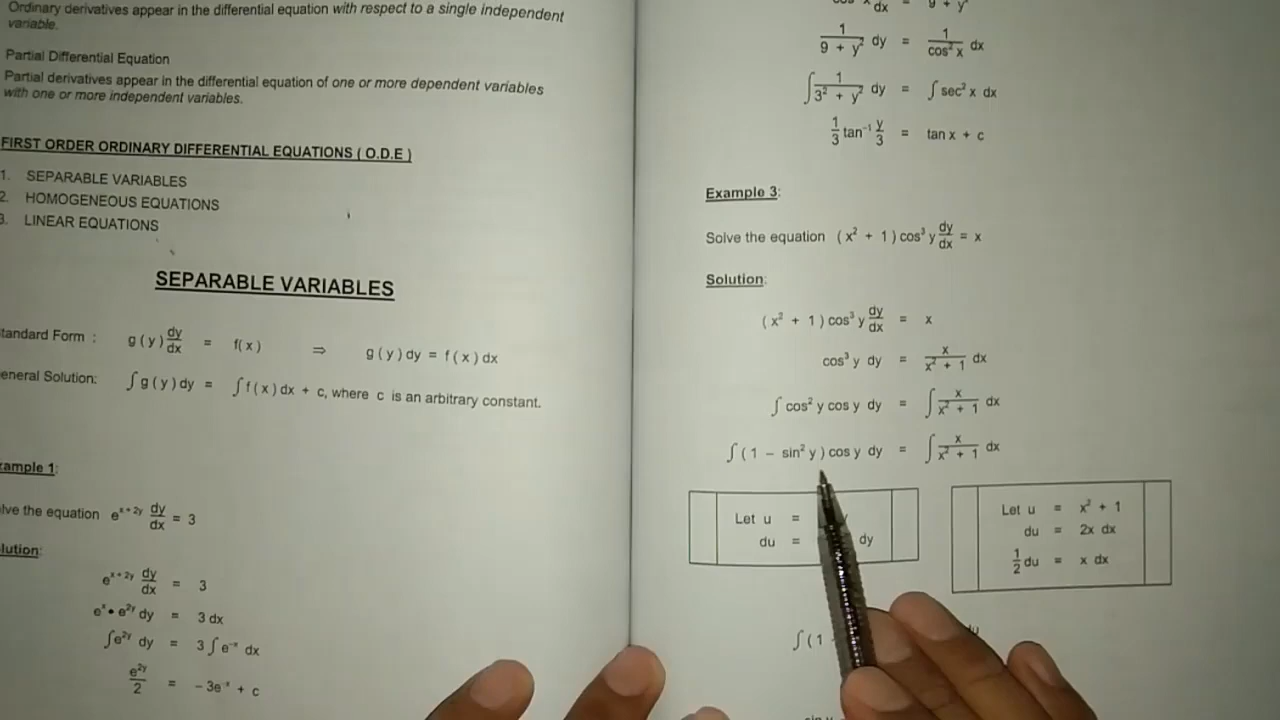 Ordinary derivatives appear in the differential equation with respect to a single independent
variable.
Partial Differential Equation
Partial derivatives appear in the differential equation of one or more dependent variables
with one or more independent variables.
FIRST ORDER ORDINARY DIFFERENTIAL EQUATIONS ( O.D.E )
1. SEPARABLE VARIABLES
2. HOMOGENEOUS EQUATIONS
3. LINEAR EQUATIONS
SEPARABLE VARIABLES
tandard Form : g ( y ) dy/dx = f( x ) ⇒ g ( y ) dy = f ( x ) dx
eneral Solution: ∫ g ( y ) dy = ∫ f ( x ) dx + c, where c is an arbitrary constant.
ample 1:
lve the equation e^(x + 2y) dy/dx = 3
lution:
e^(x + 2y) dy/dx = 3
e^x • e^(2y) dy = 3 dx
∫ e^(2y) dy = 3 ∫ e^(-x) dx
e^(2y)/2 = - 3e^(-x) + c
dx = 9 + y²
1/(9 + y²) dy = 1/(cos² x) dx
∫ 1/(3² + y²) dy = ∫ sec² x dx
1/3 tan⁻¹ y/3 = tan x + c
Example 3:
Solve the equation ( x² + 1 ) cos³ y dy/dx = x
Solution:
( x² + 1 ) cos³ y dy/dx = x
cos³ y dy = x/(x² + 1) dx
∫ cos² y cos y dy = ∫ x/(x² + 1) dx
∫ ( 1 - sin² y ) cos y dy = ∫ x/(x² + 1) dx
Let u =
du = dy
Let u = x² + 1
du = 2x dx
1/2 du = x dx
∫ ( 1